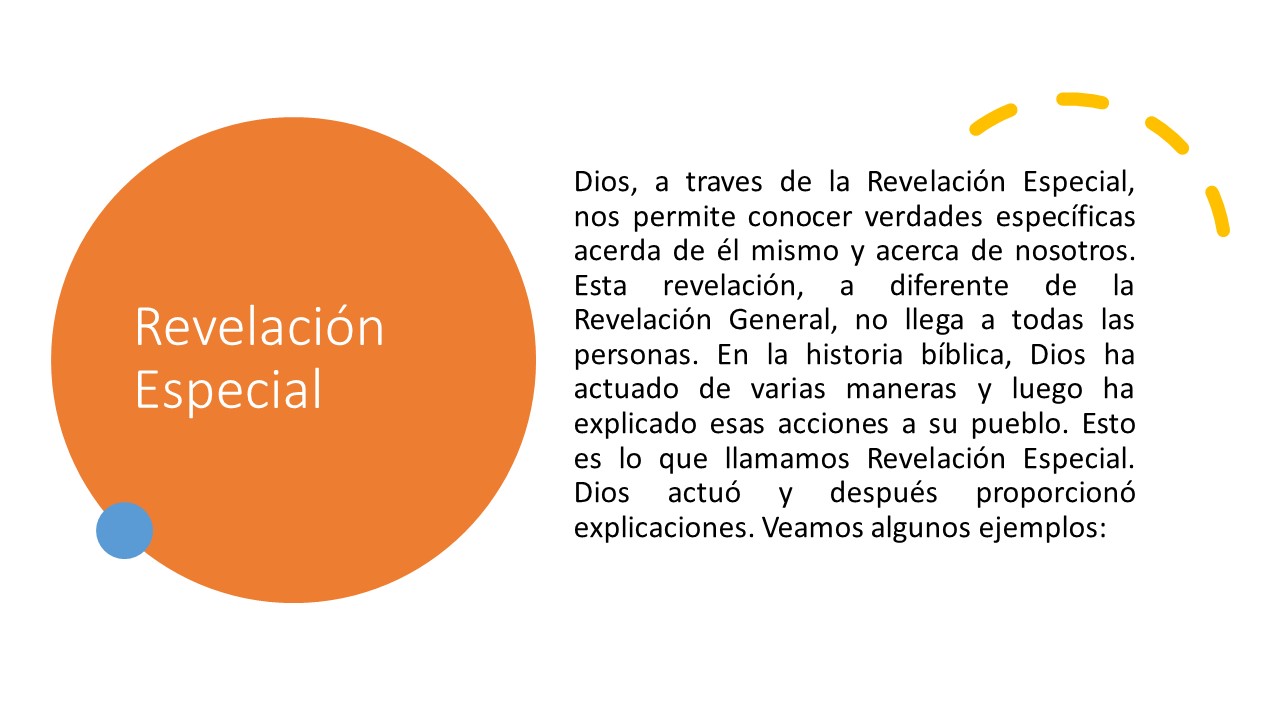 Revelación
Especial
Dios, a traves de la Revelación Especial,
nos permite conocer verdades específicas
acerda de él mismo y acerca de nosotros.
Esta revelación, a diferente de la
Revelación General, no llega a todas las
personas. En la historia bíblica, Dios ha
actuado de varias maneras y luego ha
explicado esas acciones a su pueblo. Esto
es lo que llamamos Revelación Especial.
Dios actuó y después proporcionó
explicaciones. Veamos algunos ejemplos: